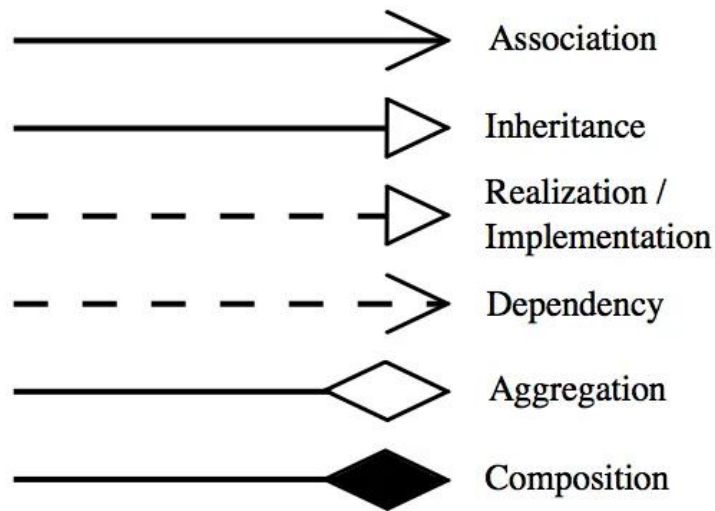 Association
Inheritance
Realization /
Implementation
Dependency
Aggregation
Composition